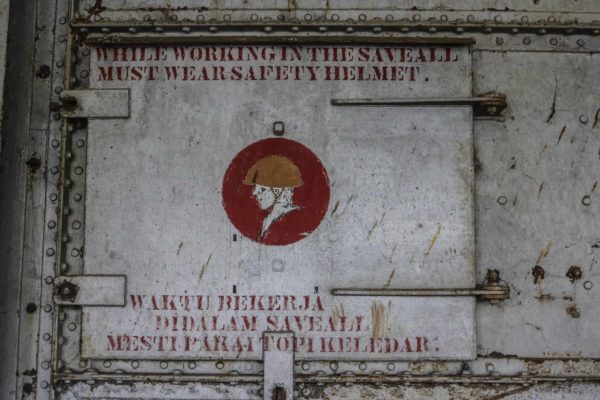 WHILE WORKING IN THE SAVEALL
MUST WEAR SAFETY HELMET.
WAKTU BEKERJA
DIDALAM SAVEALL
MESTI PAKAI TOPI KELEDAR.